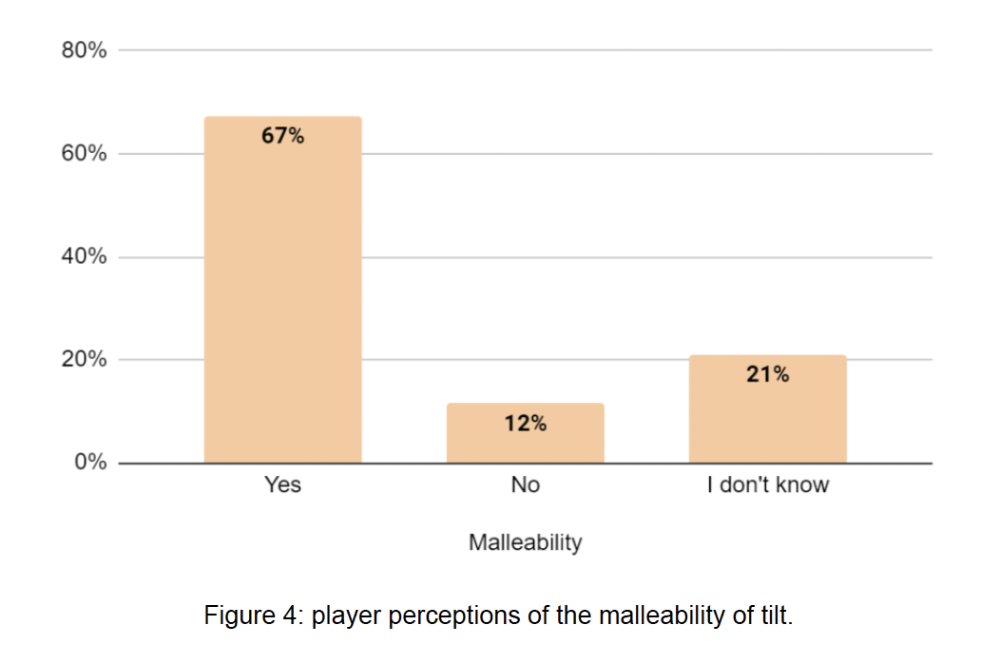 80%
67%
60%
40%
20%
21%
12%
0%
Yes
No
I don't know
Malleability
Figure 4: player perceptions of the malleability of tilt.